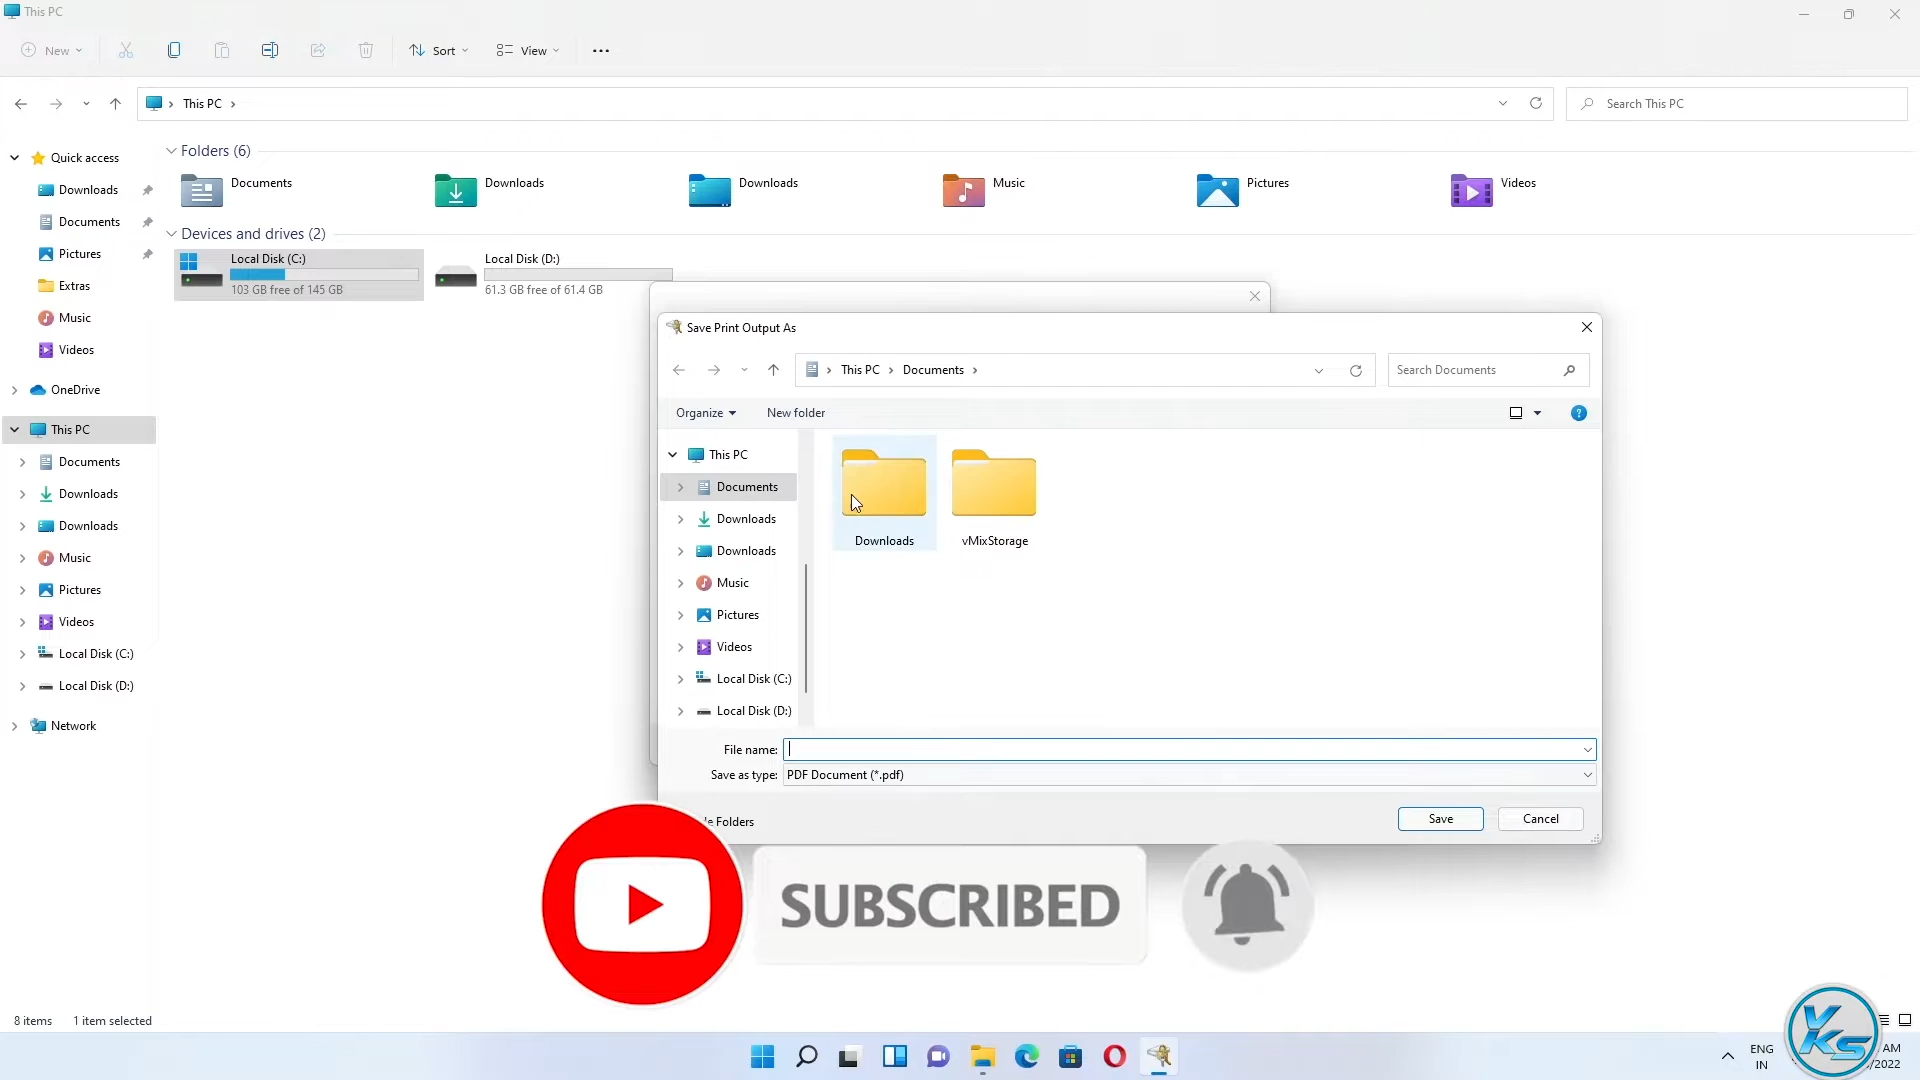 This PC
New
Sort
View
This PC
Search This PC
Quick access
Downloads
Documents
Pictures
Extras
Music
Videos
OneDrive
This PC
Documents
Downloads
Downloads
Music
Pictures
Videos
Local Disk (C:)
Local Disk (D:)
Network
Folders (6)
Documents
Downloads
Downloads
Music
Pictures
Videos
Devices and drives (2)
Local Disk (C:)
103 GB free of 145 GB
Local Disk (D:)
61.3 GB free of 61.4 GB
Save Print Output As
This PC
Documents
Search Documents
Organize
New folder
This PC
Documents
Downloads
Downloads
Music
Pictures
Videos
Local Disk (C:)
Local Disk (D:)
Downloads
vMixStorage
File name:
Save as type: PDF Document (*.pdf)
Folders
Save
Cancel
SUBSCRIBED
8 items
1 item selected
ENG
IN
AM
/2022
YKS